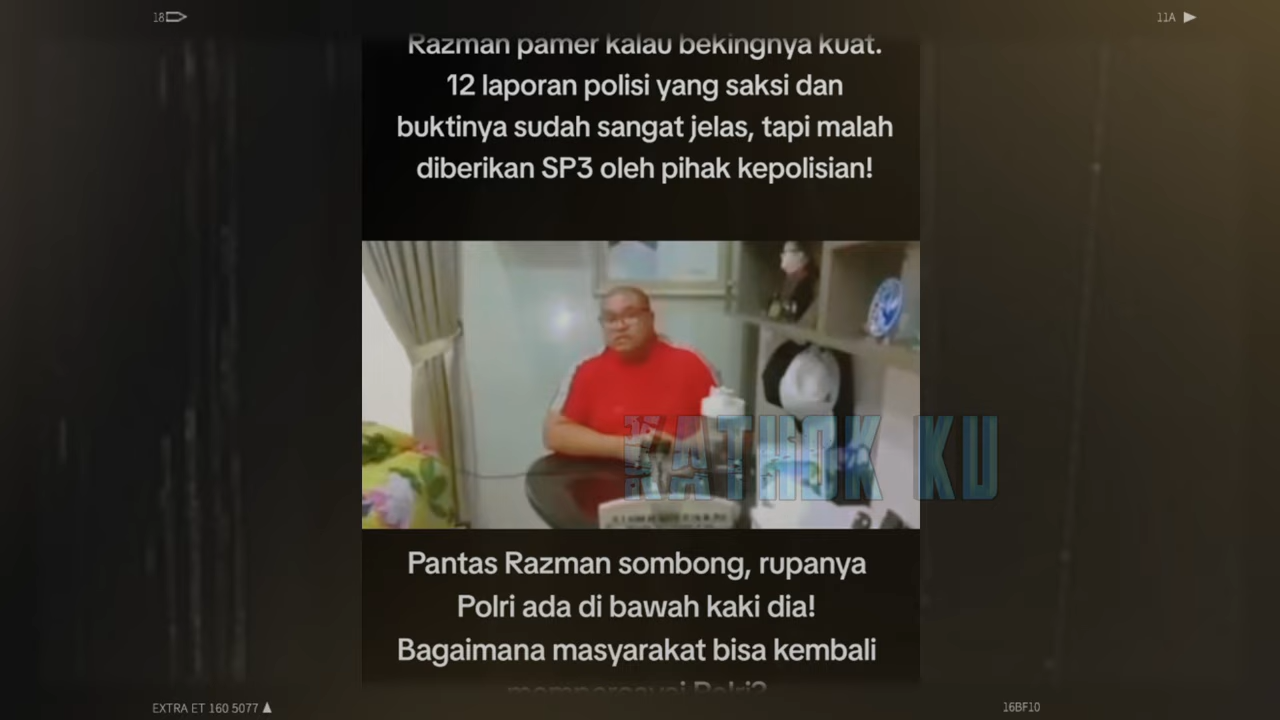 18
11A
Razman pamer kalau bekingnya kuat.
12 laporan polisi yang saksi dan
buktinya sudah sangat jelas, tapi malah
diberikan SP3 oleh pihak kepolisian!
KATHOK KU
Pantas Razman sombong, rupanya
Polri ada di bawah kaki dia!
Bagaimana masyarakat bisa kembali
mempercayai Polri?
EXTRA ET 160 5077
16BF10